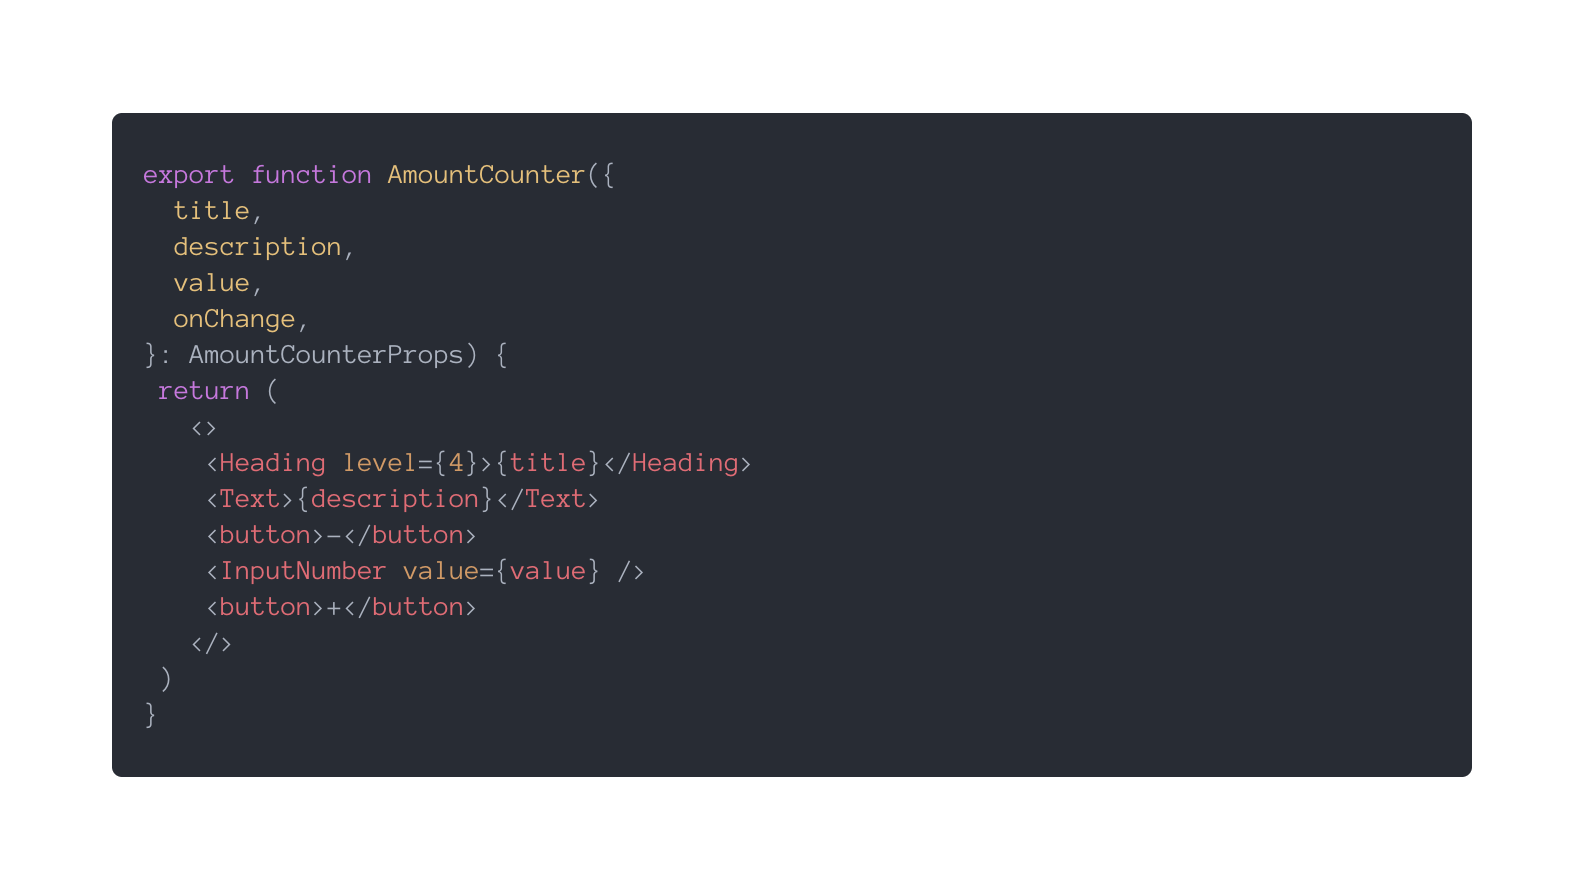 export function AmountCounter({
  title,
  description,
  value,
  onChange,
}: AmountCounterProps) {
 return (
   <>
    <Heading level={4}>{title}</Heading>
    <Text>{description}</Text>
    <button>-</button>
    <InputNumber value={value} />
    <button>+</button>
   </>
 )
}